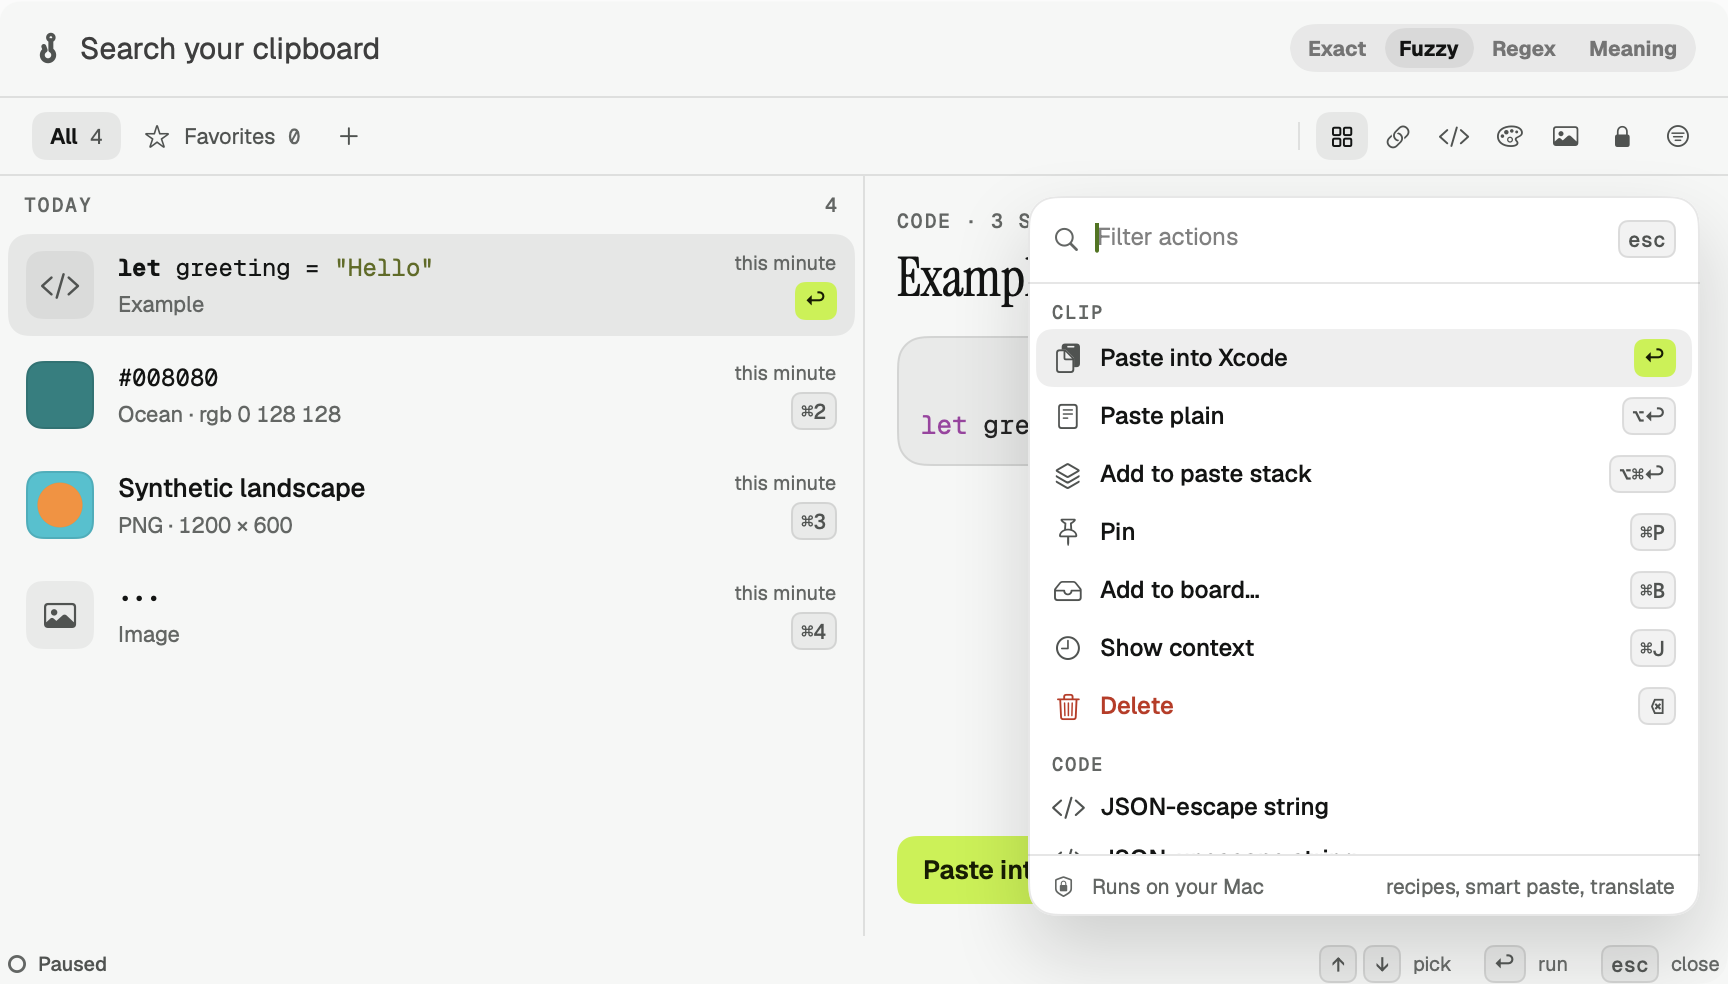 Search your clipboard
Exact Fuzzy Regex Meaning
All 4 Favorites 0 +
TODAY 4
let greeting = "Hello"
Example
this minute
#008080
Ocean · rgb 0 128 128
this minute
⌘2
Synthetic landscape
PNG · 1200 × 600
this minute
⌘3
...
Image
this minute
⌘4
CODE · 3 S
Exampl
let gre
Paste int
Filter actions
esc
CLIP
Paste into Xcode ↩
Paste plain ⌥↩
Add to paste stack ⌥⌘↩
Pin ⌘P
Add to board… ⌘B
Show context ⌘J
Delete ⌫
CODE
JSON-escape string
Runs on your Mac recipes, smart paste, translate
Paused
↑ ↓ pick ↩ run esc close